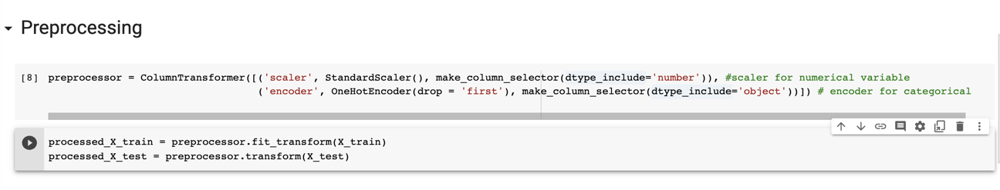 Preprocessing
[8] preprocessor = ColumnTransformer([('scaler', StandardScaler(), make_column_selector(dtype_include='number')), #scaler for numerical variable
('encoder', OneHotEncoder(drop = 'first'), make_column_selector(dtype_include='object'))]) # encoder for categorical
processed_X_train = preprocessor.fit_transform(X_train)
processed_X_test = preprocessor.transform(X_test)